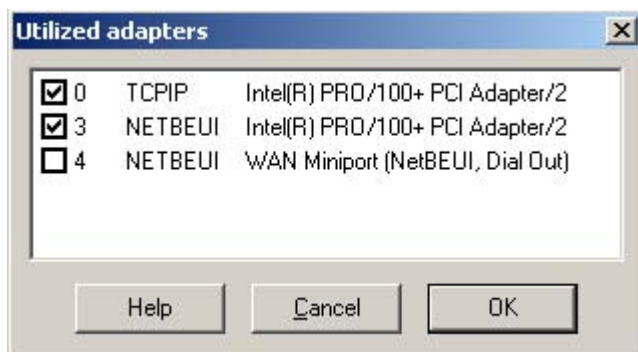 Utilized adapters
0 TCPIP Intel(R) PRO/100+ PCI Adapter/2
3 NETBEUI Intel(R) PRO/100+ PCI Adapter/2
4 NETBEUI WAN Miniport (NetBEUI, Dial Out)
Help Cancel OK